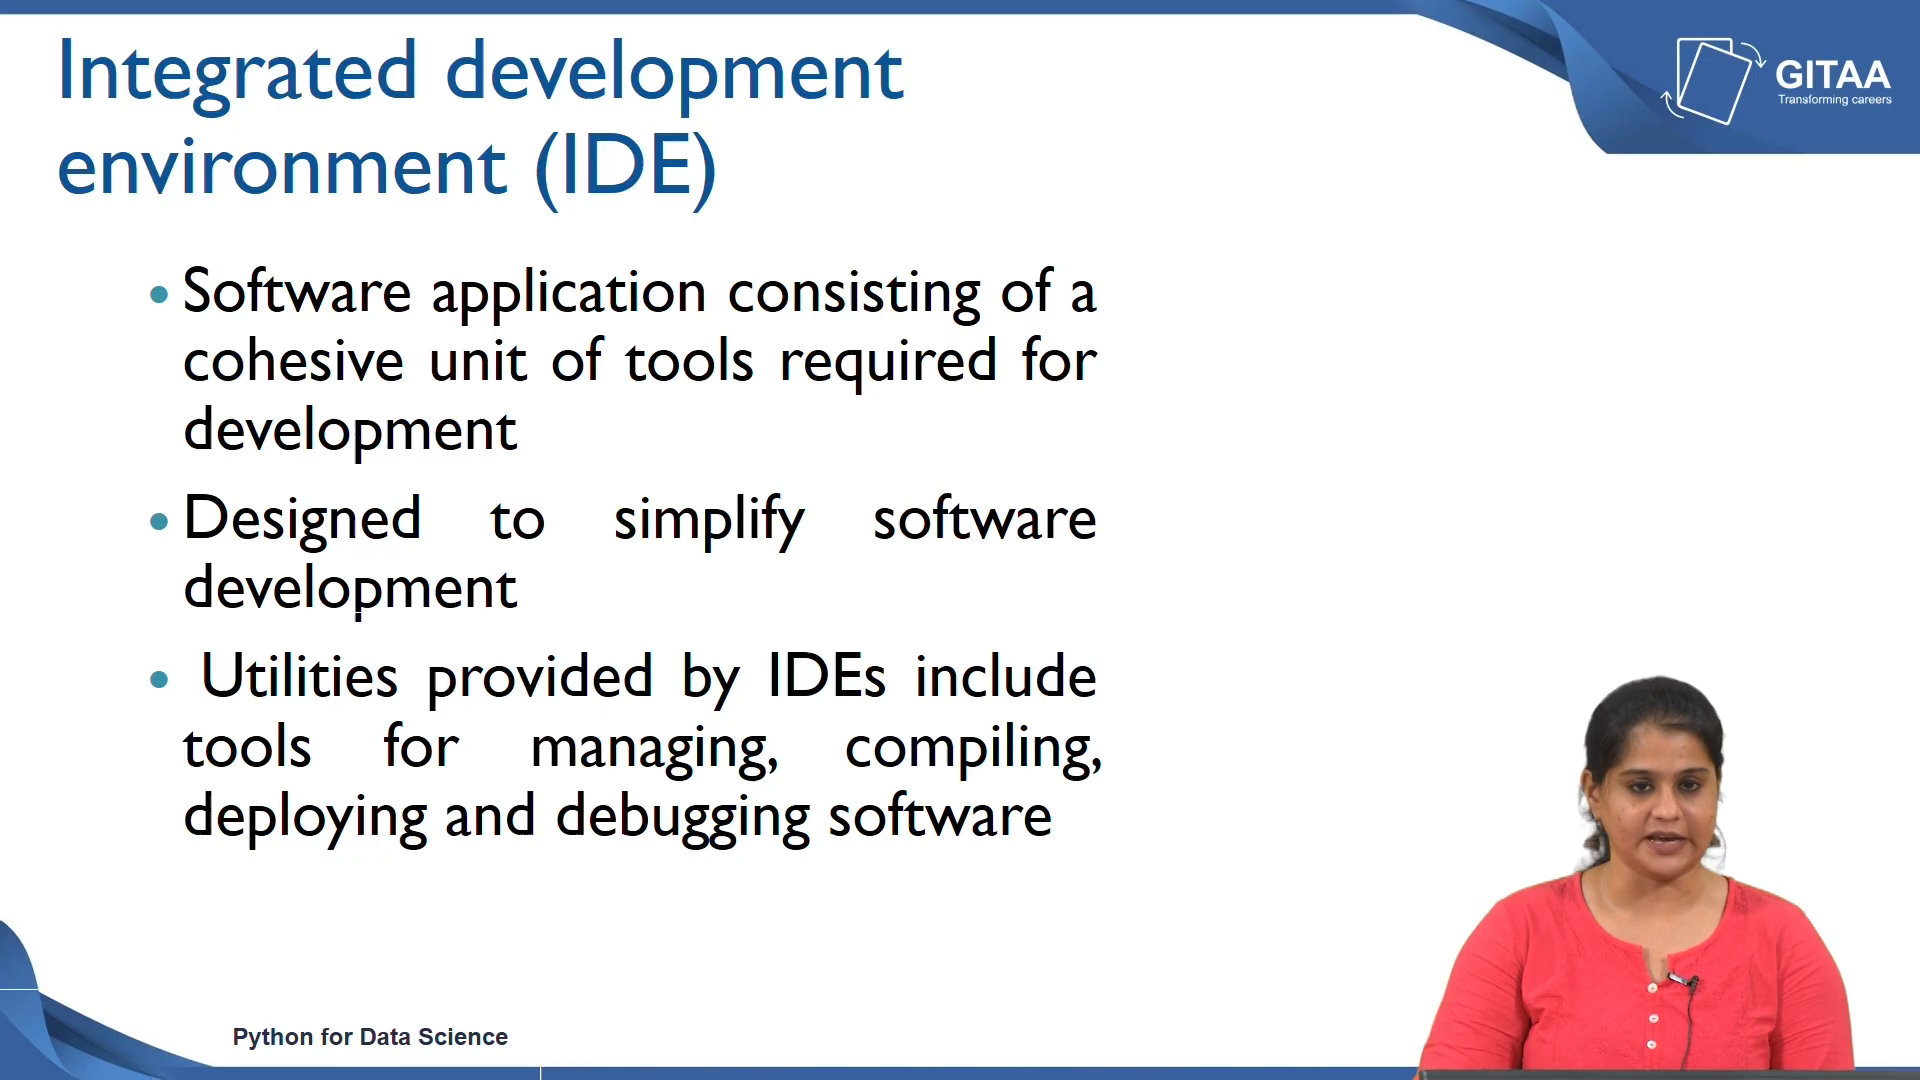 Integrated development
environment (IDE)
GITAA
Transforming careers
• Software application consisting of a
cohesive unit of tools required for
development
• Designed to simplify software
development
• Utilities provided by IDEs include
tools for managing, compiling,
deploying and debugging software
Python for Data Science